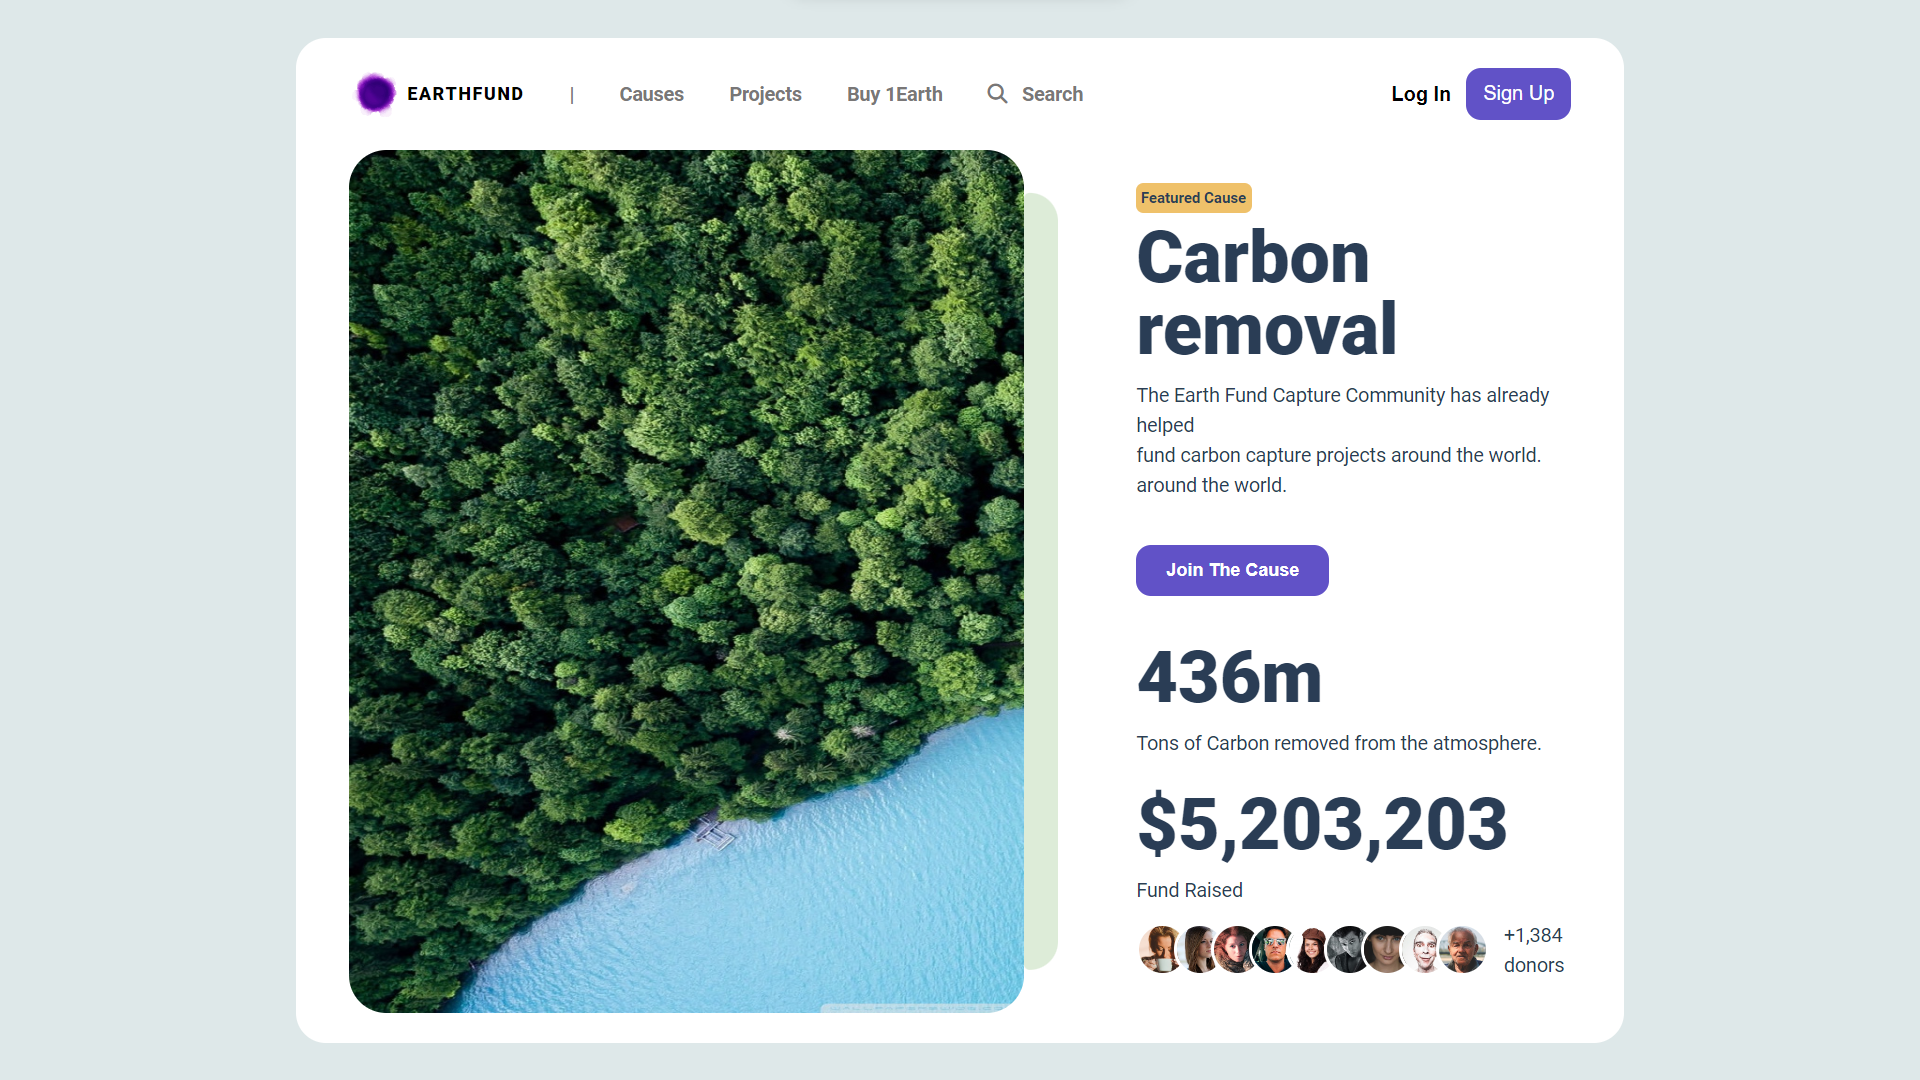 EARTHFUND | Causes Projects Buy 1Earth Search Log In Sign Up
Featured Cause
Carbon
removal
The Earth Fund Capture Community has already
helped
fund carbon capture projects around the world.
around the world.
Join The Cause
436m
Tons of Carbon removed from the atmosphere.
$5,203,203
Fund Raised
+1,384
donors